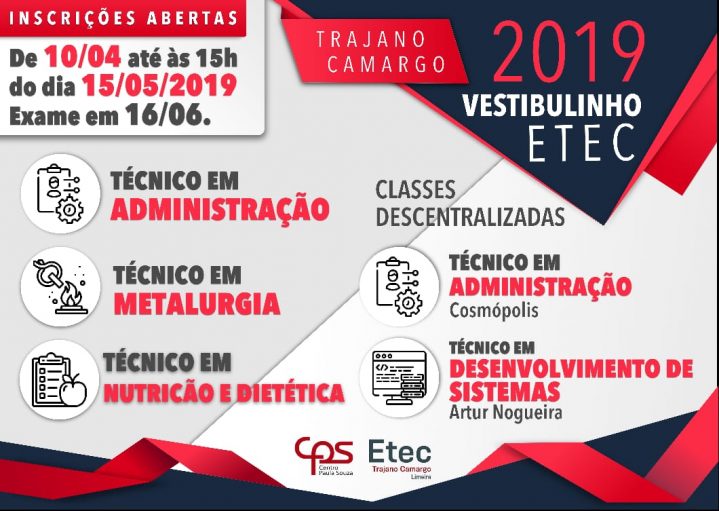 INSCRIÇÕES ABERTAS
De 10/04 até às 15h
do dia 15/05/2019
Exame em 16/06.
TRAJANO
CAMARGO
2019
VESTIBULINHO
ETEC
TÉCNICO EM
ADMINISTRAÇÃO
TÉCNICO EM
METALURGIA
TÉCNICO EM
NUTRICÃO E DIETÉTICA
CLASSES
DESCENTRALIZADAS
TÉCNICO EM
ADMINISTRAÇÃO
Cosmópolis
TÉCNICO EM
DESENVOLVIMENTO DE
SISTEMAS
Artur Nogueira
cps
Centro
Paula Souza
Etec
Trajano Camargo
Limeira